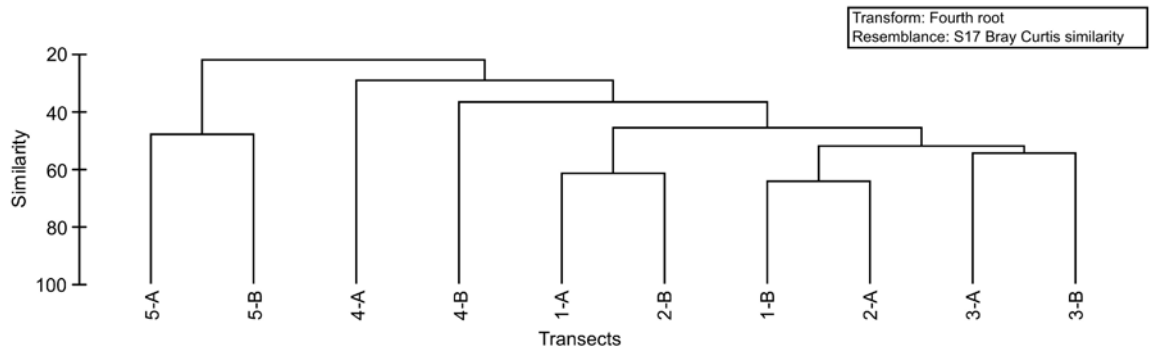 Transform: Fourth root
Resemblance: S17 Bray Curtis similarity
20
40
60
80
100
Similarity
5-A
5-B
4-A
4-B
1-A
2-B
1-B
2-A
3-A
3-B
Transects